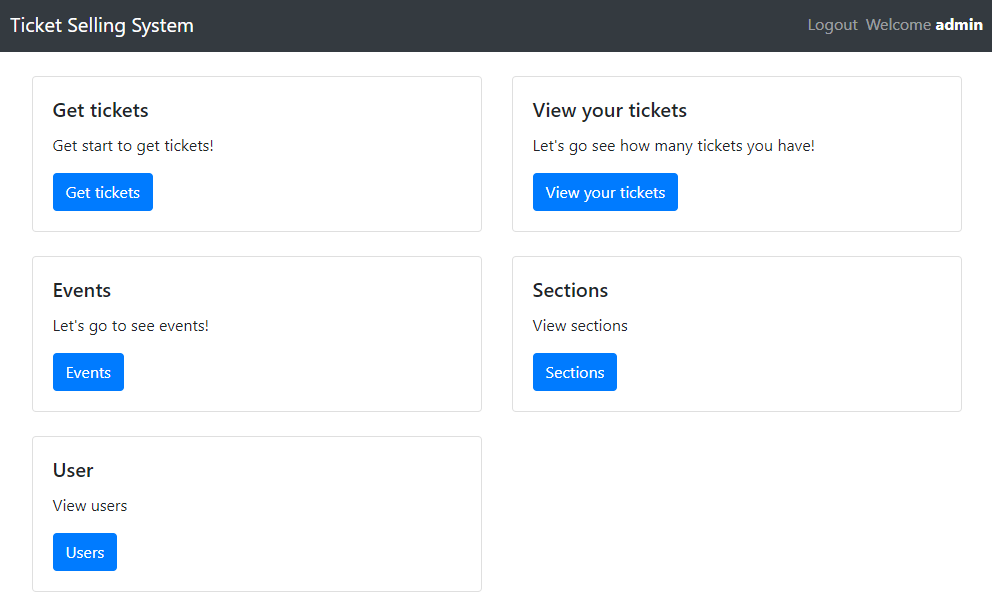 Ticket Selling System
Logout Welcome admin
Get tickets
Get start to get tickets!
Get tickets
View your tickets
Let's go see how many tickets you have!
View your tickets
Events
Let's go to see events!
Events
Sections
View sections
Sections
User
View users
Users